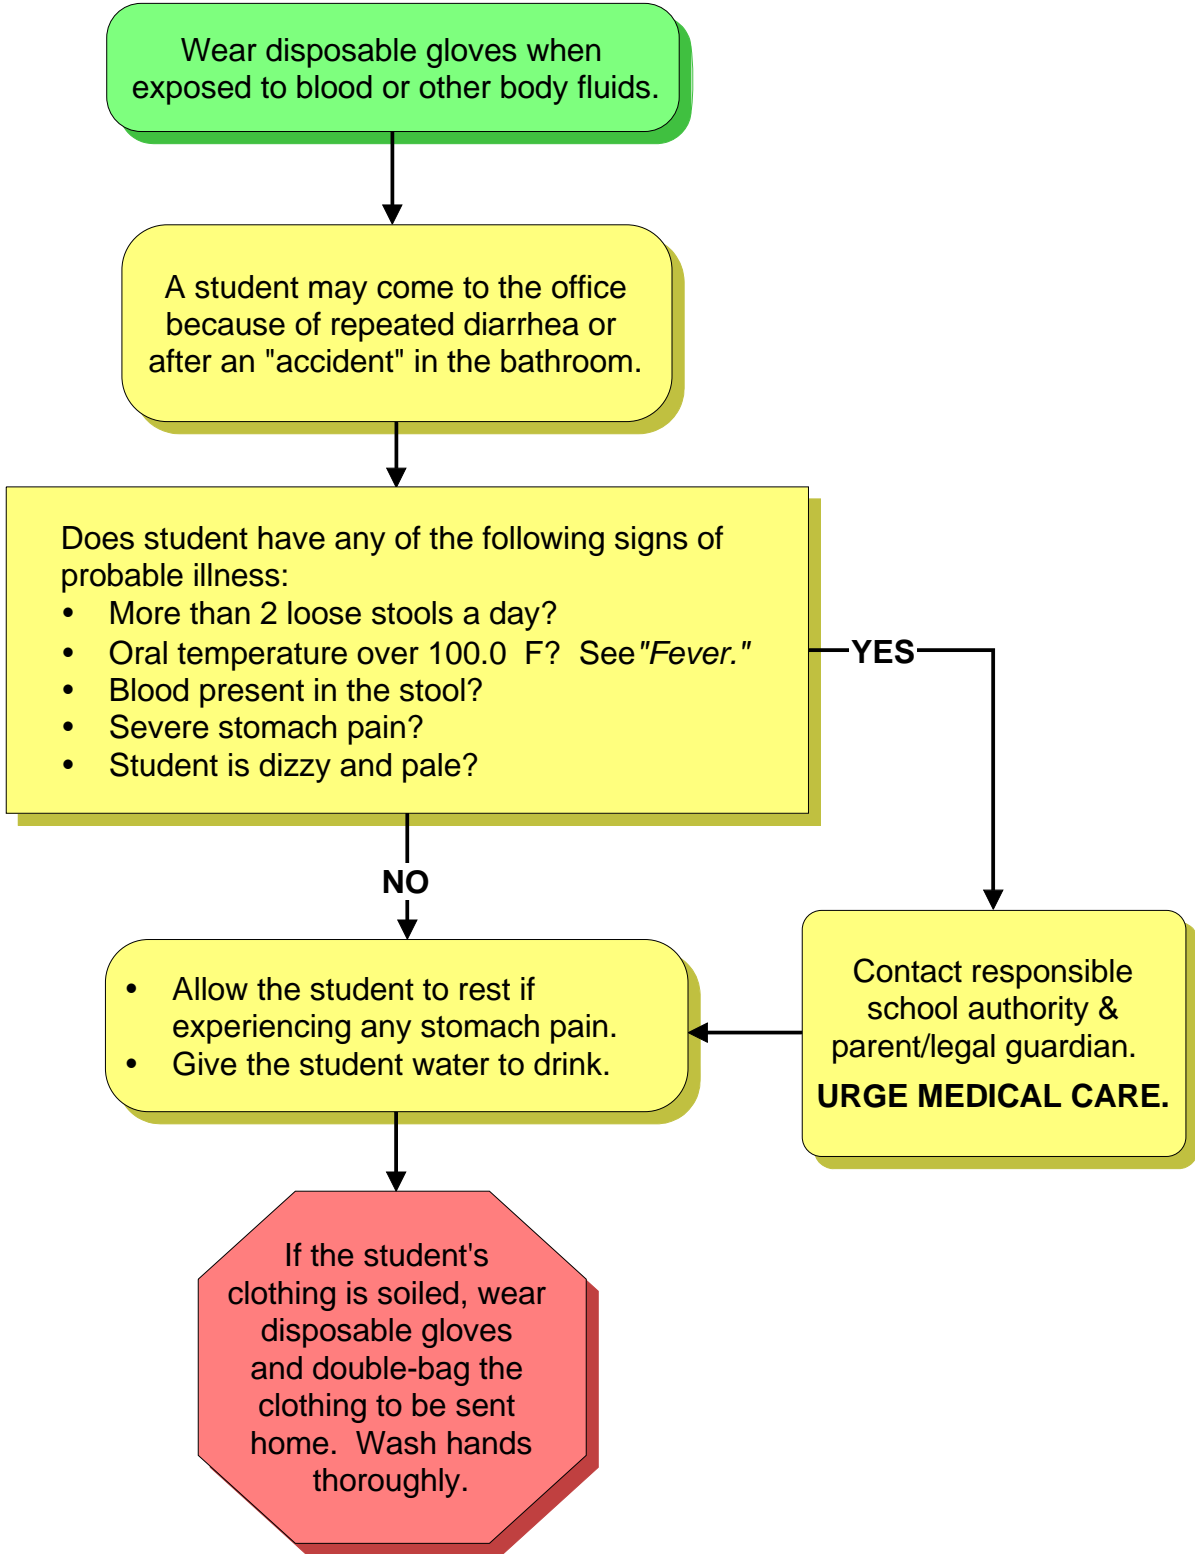 Wear disposable gloves when
exposed to blood or other body fluids.
A student may come to the office
because of repeated diarrhea or
after an "accident" in the bathroom.
Does student have any of the following signs of
probable illness:
• More than 2 loose stools a day?
• Oral temperature over 100.0  F?  See "Fever."
• Blood present in the stool?
• Severe stomach pain?
• Student is dizzy and pale?
YES
NO
• Allow the student to rest if
experiencing any stomach pain.
• Give the student water to drink.
Contact responsible
school authority &
parent/legal guardian.
URGE MEDICAL CARE.
If the student's
clothing is soiled, wear
disposable gloves
and double-bag the
clothing to be sent
home.  Wash hands
thoroughly.